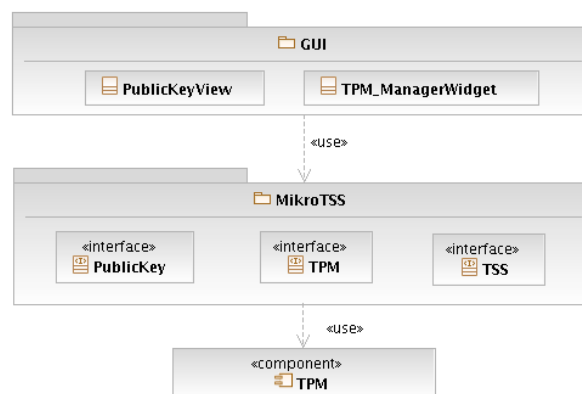 GUI
PublicKeyView
TPM_ManagerWidget
«use»
MikroTSS
«interface»
PublicKey
«interface»
TPM
«interface»
TSS
«use»
«component»
TPM